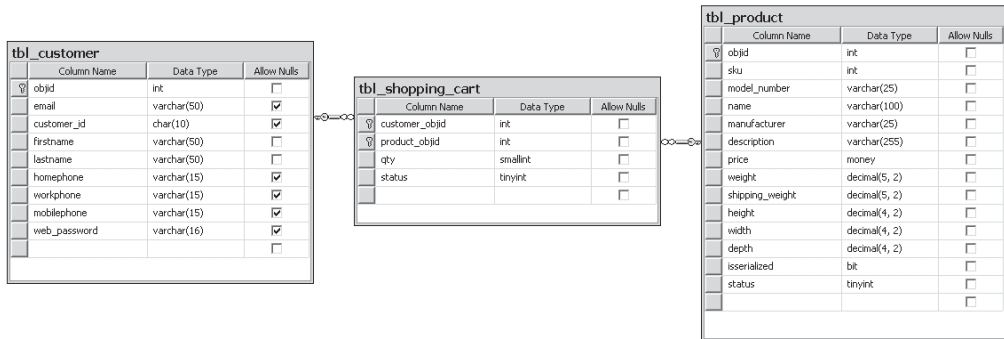 tbl_customer
Column Name Data Type Allow Nulls
objid int
email varchar(50)
customer_id char(10)
firstname varchar(50)
lastname varchar(50)
homephone varchar(15)
workphone varchar(15)
mobilephone varchar(15)
web_password varchar(16)
tbl_shopping_cart
Column Name Data Type Allow Nulls
customer_objid int
product_objid int
qty smallint
status tinyint
tbl_product
Column Name Data Type Allow Nulls
objid int
sku int
model_number varchar(25)
name varchar(100)
manufacturer varchar(25)
description varchar(255)
price money
weight decimal(5, 2)
shipping_weight decimal(5, 2)
height decimal(4, 2)
width decimal(4, 2)
depth decimal(4, 2)
isserialized bit
status tinyint